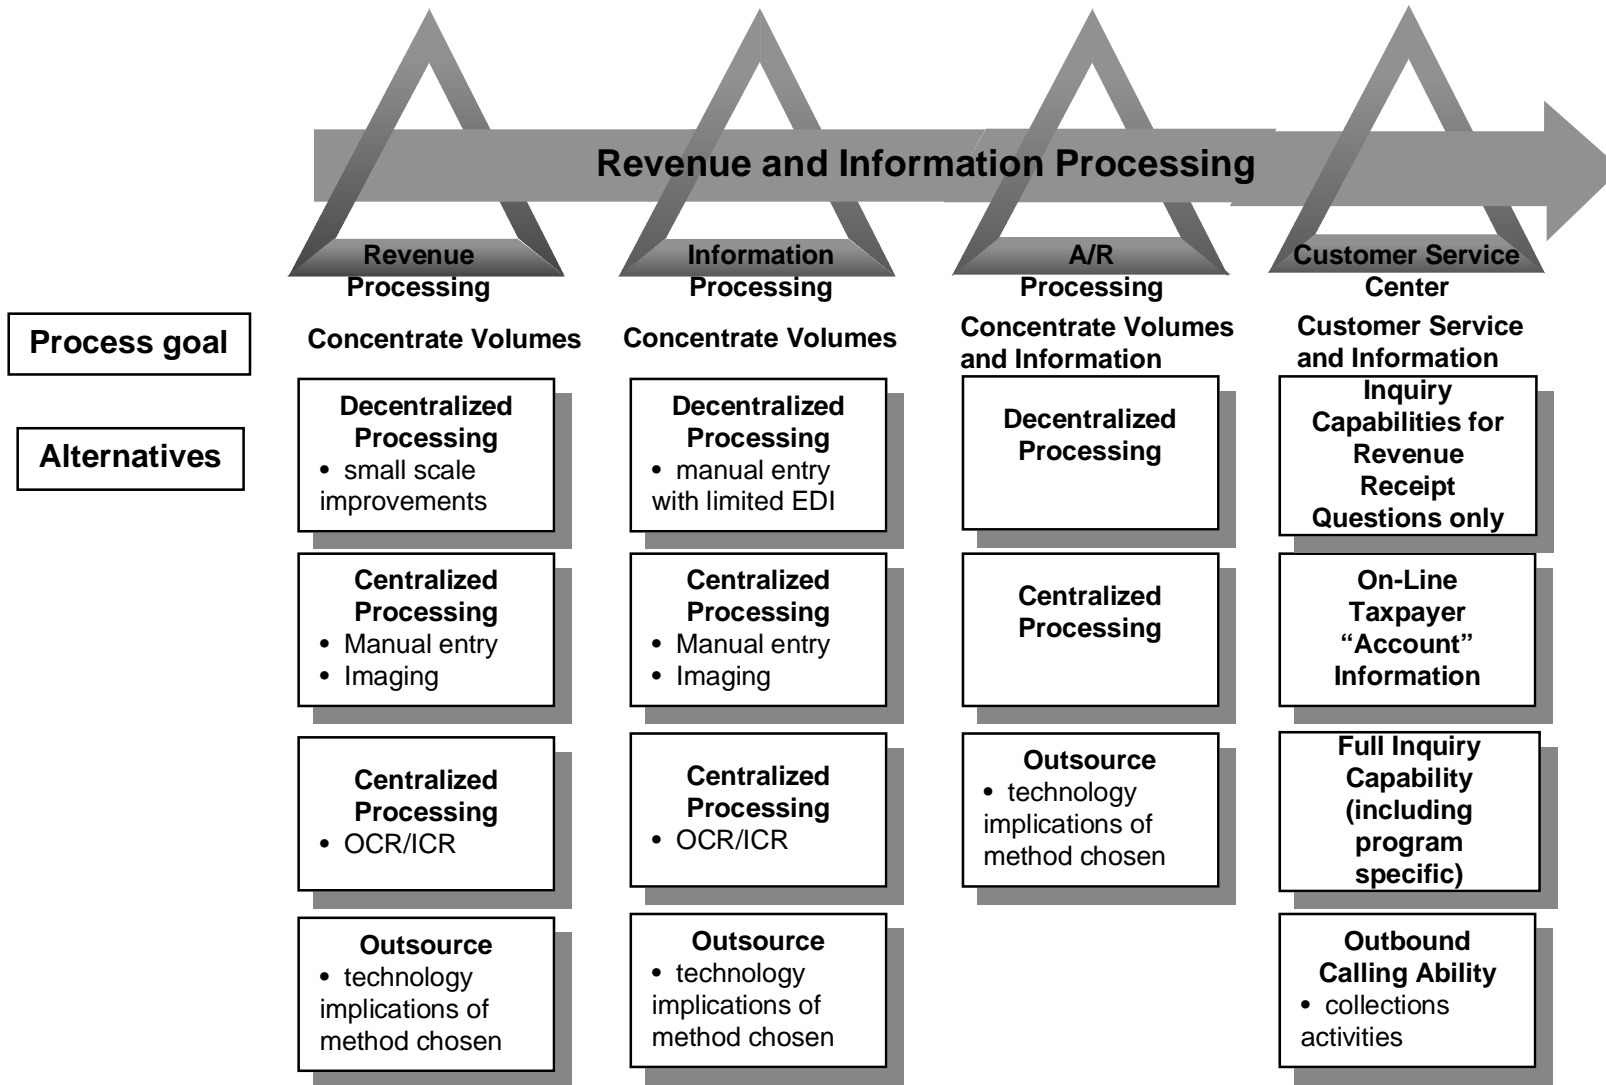 Revenue and Information Processing
Revenue
Processing
Information
Processing
A/R
Processing
Customer Service
Center
Process goal
Concentrate Volumes
Concentrate Volumes
Concentrate Volumes
and Information
Customer Service
and Information
Alternatives
Decentralized
Processing
• small scale
improvements
Decentralized
Processing
• manual entry
with limited EDI
Decentralized
Processing
Inquiry
Capabilities for
Revenue
Receipt
Questions only
Centralized
Processing
• Manual entry
• Imaging
Centralized
Processing
• Manual entry
• Imaging
Centralized
Processing
On-Line
Taxpayer
“Account”
Information
Centralized
Processing
• OCR/ICR
Centralized
Processing
• OCR/ICR
Outsource
• technology
implications of
method chosen
Full Inquiry
Capability
(including
program
specific)
Outsource
• technology
implications of
method chosen
Outsource
• technology
implications of
method chosen
Outbound
Calling Ability
• collections
activities